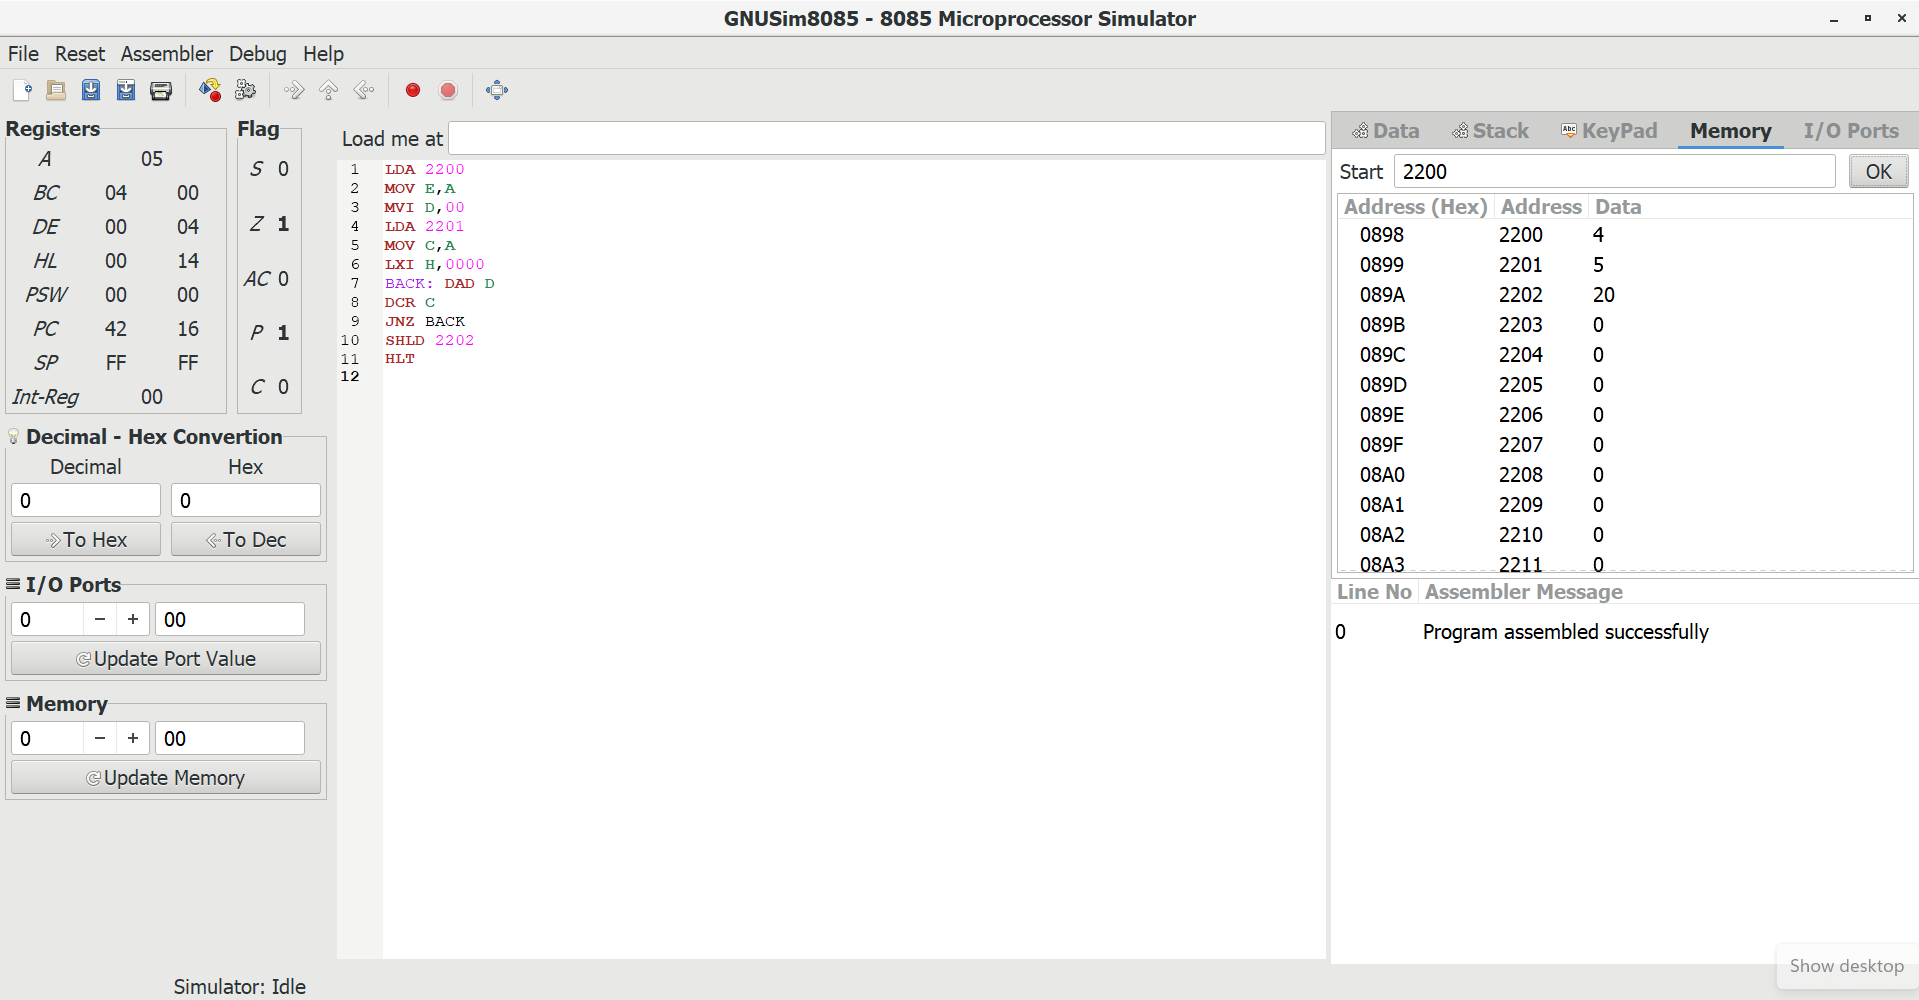 GNUSim8085 - 8085 Microprocessor Simulator
File Reset Assembler Debug Help
Registers
A 05
BC 04 00
DE 00 04
HL 00 14
PSW 00 00
PC 42 16
SP FF FF
Int-Reg 00
Flag
S 0
Z 1
AC 0
P 1
C 0
Decimal - Hex Convertion
Decimal Hex
0 0
To Hex To Dec
I/O Ports
0 − + 00
Update Port Value
Memory
0 − + 00
Update Memory
Simulator: Idle
Load me at
1 LDA 2200
2 MOV E,A
3 MVI D,00
4 LDA 2201
5 MOV C,A
6 LXI H,0000
7 BACK: DAD D
8 DCR C
9 JNZ BACK
10 SHLD 2202
11 HLT
12
Data Stack Abc KeyPad Memory I/O Ports
Start 2200 OK
Address (Hex) Address Data
0898 2200 4
0899 2201 5
089A 2202 20
089B 2203 0
089C 2204 0
089D 2205 0
089E 2206 0
089F 2207 0
08A0 2208 0
08A1 2209 0
08A2 2210 0
08A3 2211 0
Line No Assembler Message
0 Program assembled successfully
Show desktop